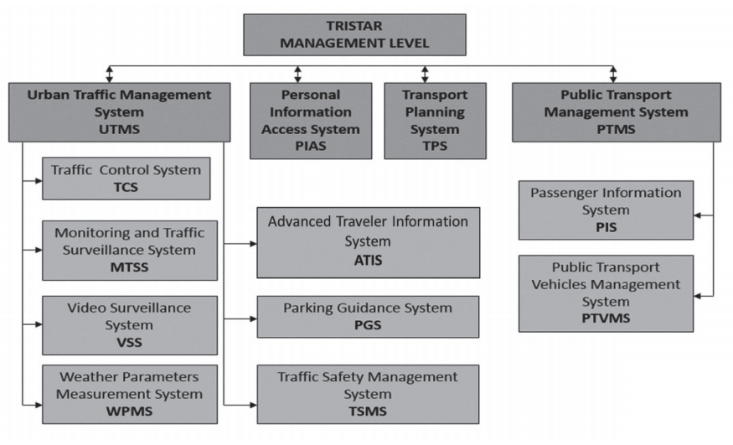 TRISTAR
MANAGEMENT LEVEL
Urban Traffic Management
System
UTMS
Personal
Information
Access System
PIAS
Transport
Planning
System
TPS
Public Transport
Management System
PTMS
Traffic Control System
TCS
Monitoring and Traffic
Surveillance System
MTSS
Video Surveillance
System
VSS
Weather Parameters
Measurement System
WPMS
Advanced Traveler Information
System
ATIS
Parking Guidance System
PGS
Traffic Safety Management
System
TSMS
Passenger Information
System
PIS
Public Transport
Vehicles Management
System
PTVMS